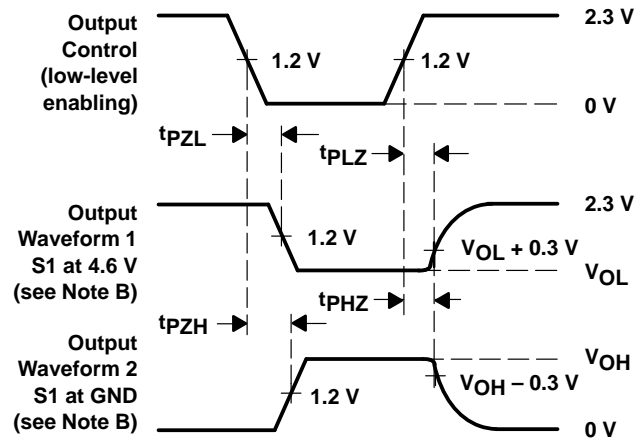 Output
Control
(low-level
enabling)
1.2 V
1.2 V
2.3 V
0 V
tPZL
tPLZ
Output
Waveform 1
S1 at 4.6 V
(see Note B)
1.2 V
2.3 V
VOL + 0.3 V
VOL
tPZH
tPHZ
Output
Waveform 2
S1 at GND
(see Note B)
1.2 V
VOH
VOH − 0.3 V
0 V